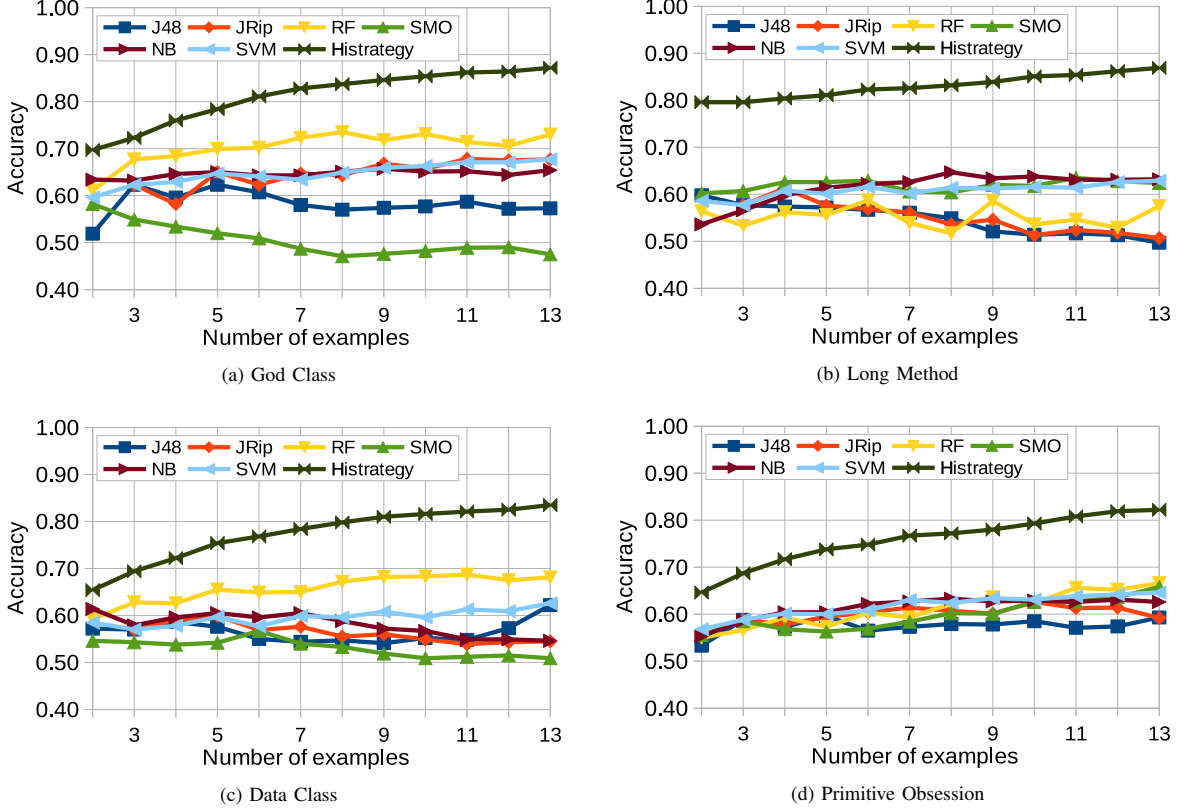 1.00
J48 JRip RF SMO
NB SVM Histrategy
0.90
0.80
0.70
0.60
0.50
0.40
Accuracy
3 5 7 9 11 13
Number of examples
(a) God Class
1.00
J48 JRip RF SMO
NB SVM Histrategy
0.90
0.80
0.70
0.60
0.50
0.40
Accuracy
3 5 7 9 11 13
Number of examples
(b) Long Method
1.00
J48 JRip RF SMO
NB SVM Histrategy
0.90
0.80
0.70
0.60
0.50
0.40
Accuracy
3 5 7 9 11 13
Number of examples
(c) Data Class
1.00
J48 JRip RF SMO
NB SVM Histrategy
0.90
0.80
0.70
0.60
0.50
0.40
Accuracy
3 5 7 9 11 13
Number of examples
(d) Primitive Obsession